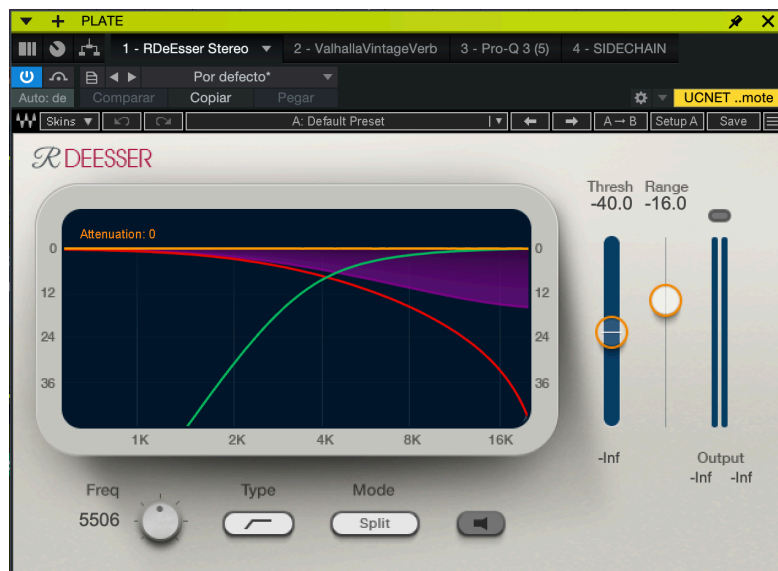 PLATE
1 - RDeEsser Stereo 2 - ValhallaVintageVerb 3 - Pro-Q 3 (5) 4 - SIDECHAIN
Por defecto*
Auto: de Comparar Copiar Pegar UCNET ..mote
Skins A: Default Preset A→B Setup A Save
R DEESSER
Thresh Range
-40.0 -16.0
Attenuation: 0
0 0
12 12
24 24
36 36
1K 2K 4K 8K 16K
-Inf Output
-Inf -Inf
Freq Type Mode
5506 Split